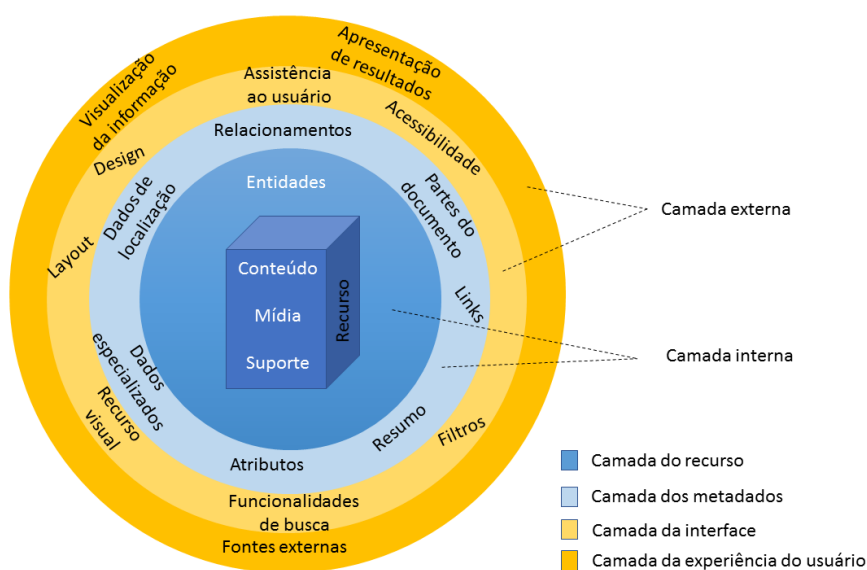 Apresentação
de resultados
Visualização
da informação
Assistência
ao usuário
Acessibilidade
Design
Relacionamentos
Dados de
localização
Entidades
Partes do
documento
Layout
Conteúdo
Mídia
Suporte
Recurso
Links
Dados
especializados
Recurso
visual
Resumo
Filtros
Atributos
Funcionalidades
de busca
Fontes externas
Camada externa
Camada interna
Camada do recurso
Camada dos metadados
Camada da interface
Camada da experiência do usuário